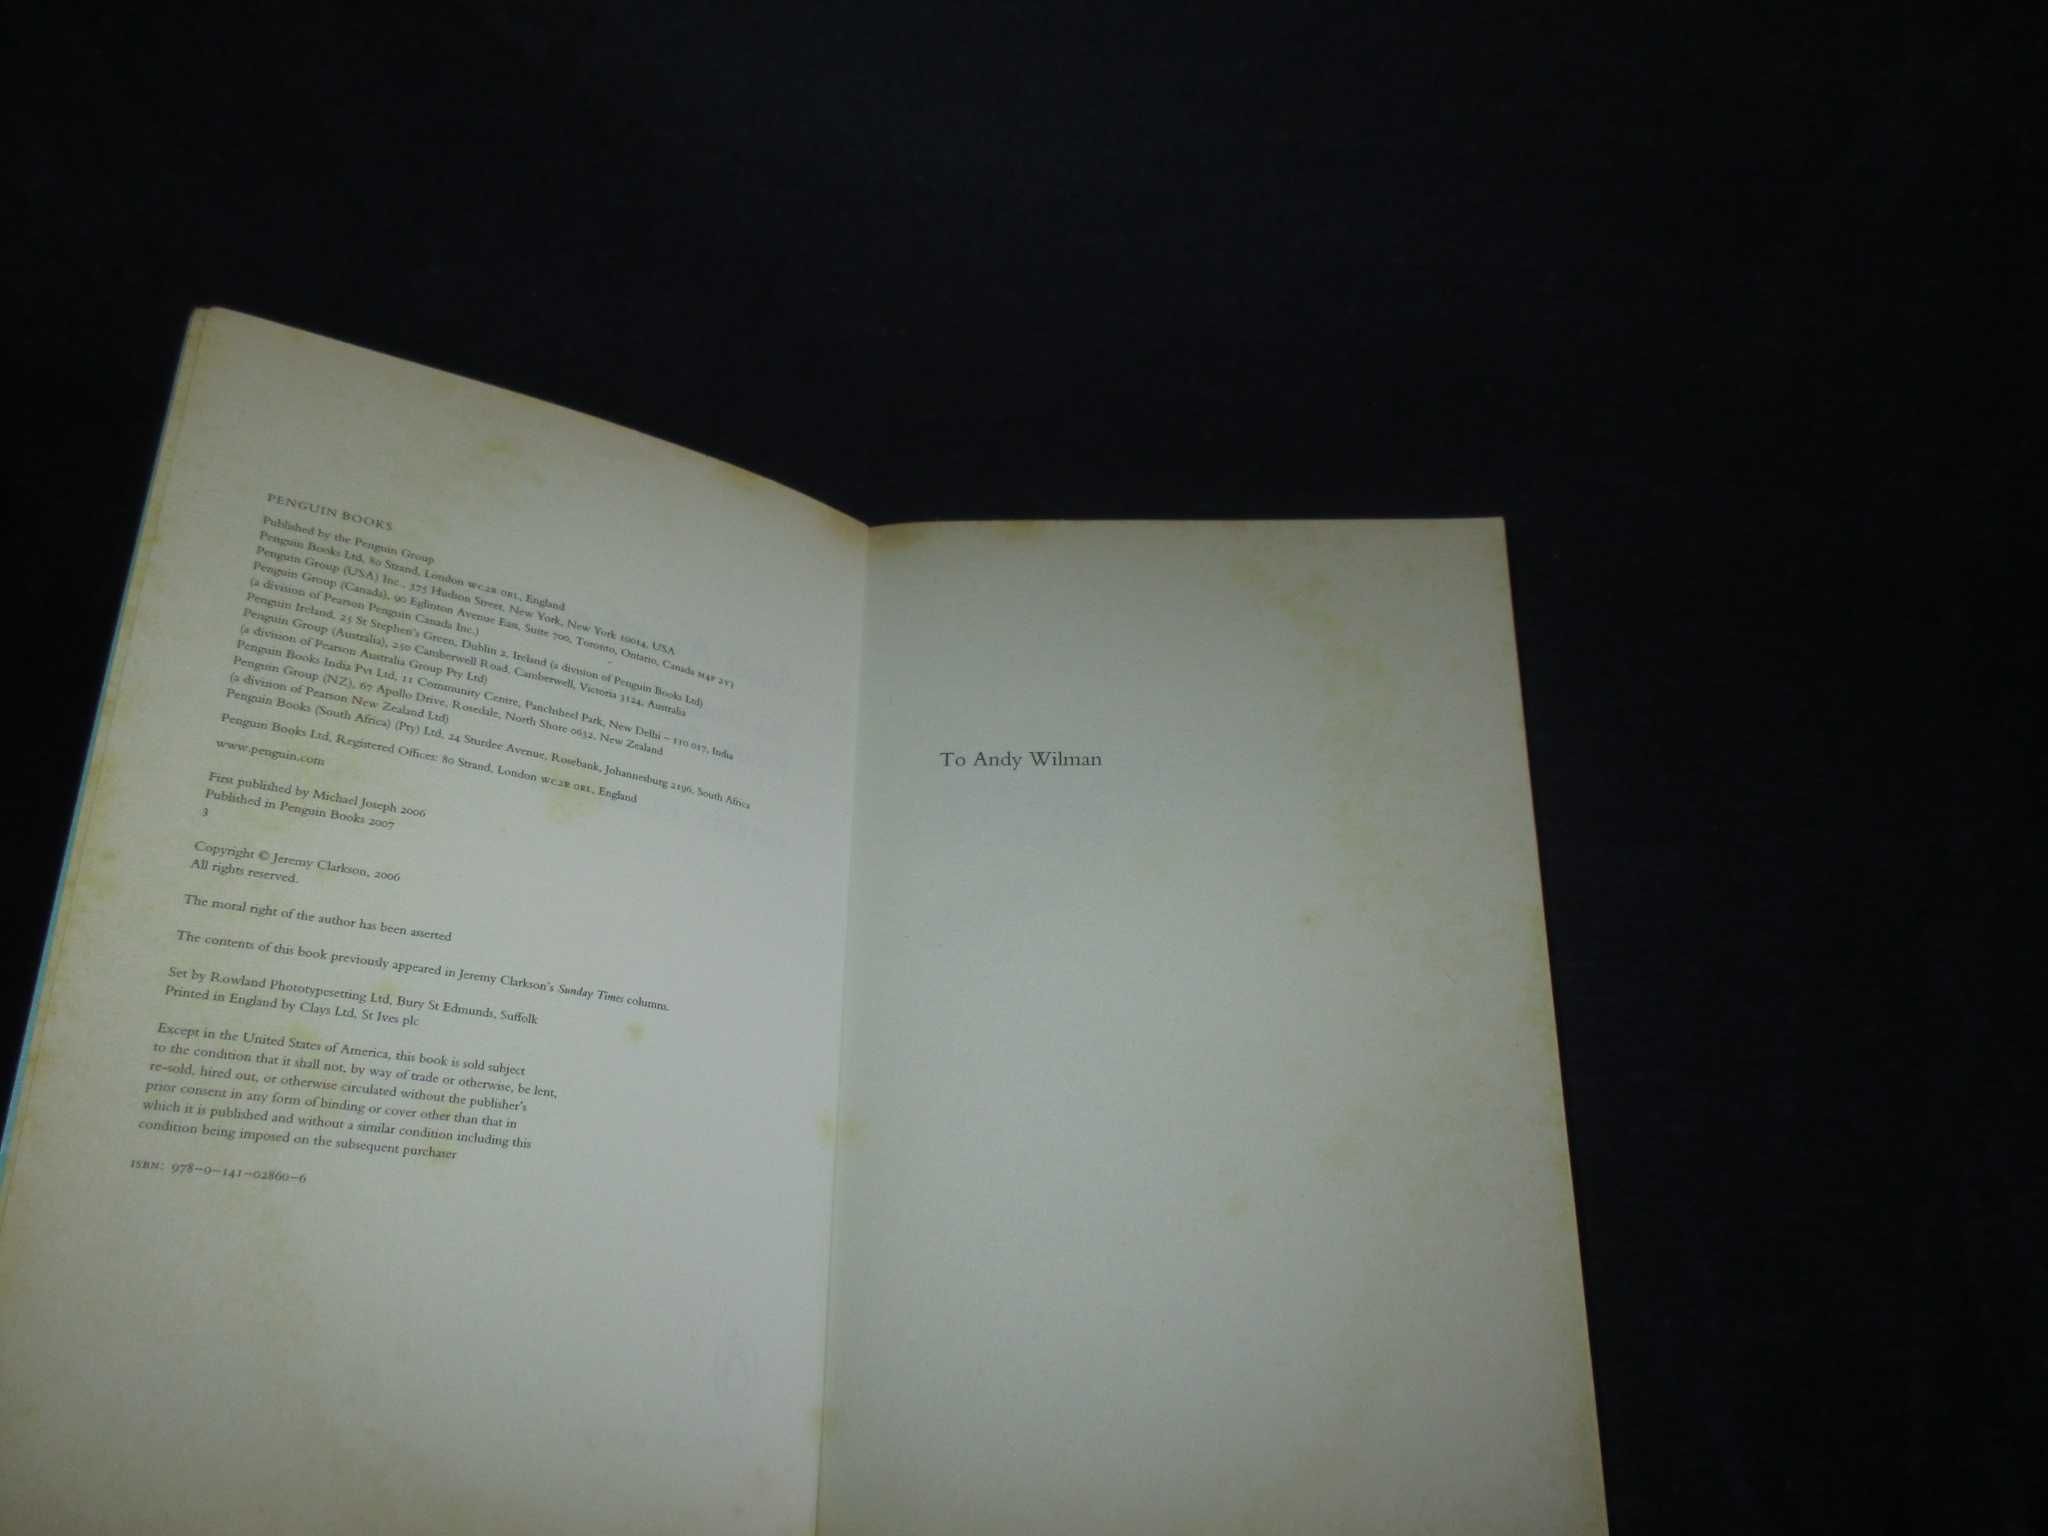 PENGUIN BOOKS
Published by the Penguin Group
Penguin Books Ltd, 80 Strand, London WC2R 0RL, England
Penguin Group (USA) Inc., 375 Hudson Street, New York, New York 10014, USA
Penguin Group (Canada), 90 Eglinton Avenue East, Suite 700, Toronto, Ontario, Canada M4P 2Y3
(a division of Pearson Penguin Canada Inc.)
Penguin Ireland, 25 St Stephen's Green, Dublin 2, Ireland (a division of Penguin Books Ltd)
Penguin Group (Australia), 250 Camberwell Road, Camberwell, Victoria 3124, Australia
(a division of Pearson Australia Group Pty Ltd)
Penguin Books India Pvt Ltd, 11 Community Centre, Panchsheel Park, New Delhi – 110 017, India
Penguin Group (NZ), 67 Apollo Drive, Rosedale, North Shore 0632, New Zealand
(a division of Pearson New Zealand Ltd)
Penguin Books (South Africa) (Pty) Ltd, 24 Sturdee Avenue, Rosebank, Johannesburg 2196, South Africa
Penguin Books Ltd, Registered Offices: 80 Strand, London WC2R 0RL, England
www.penguin.com
First published by Michael Joseph 2006
Published in Penguin Books 2007
3
Copyright © Jeremy Clarkson, 2006
All rights reserved.
The moral right of the author has been asserted
The contents of this book previously appeared in Jeremy Clarkson's Sunday Times columns.
Set by Rowland Phototypesetting Ltd, Bury St Edmunds, Suffolk
Printed in England by Clays Ltd, St Ives plc
Except in the United States of America, this book is sold subject
to the condition that it shall not, by way of trade or otherwise, be lent,
re-sold, hired out, or otherwise circulated without the publisher's
prior consent in any form of binding or cover other than that in
which it is published and without a similar condition including this
condition being imposed on the subsequent purchaser
ISBN: 978-0-141-02860-6
To Andy Wilman